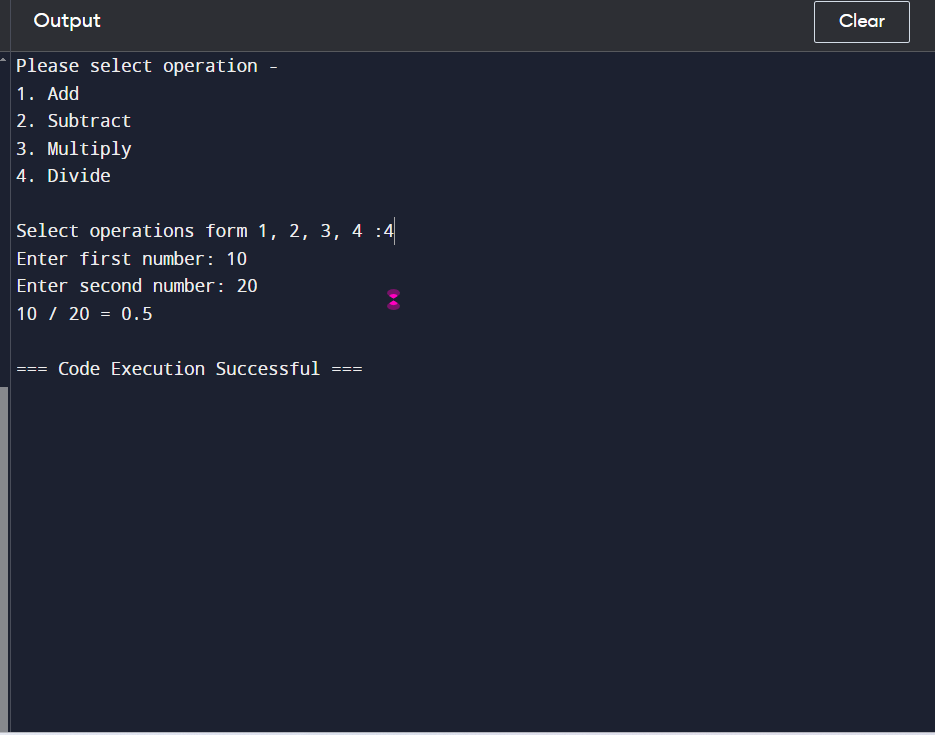 Output
Clear
Please select operation -
1. Add
2. Subtract
3. Multiply
4. Divide
Select operations form 1, 2, 3, 4 :4
Enter first number: 10
Enter second number: 20
10 / 20 = 0.5
=== Code Execution Successful ===